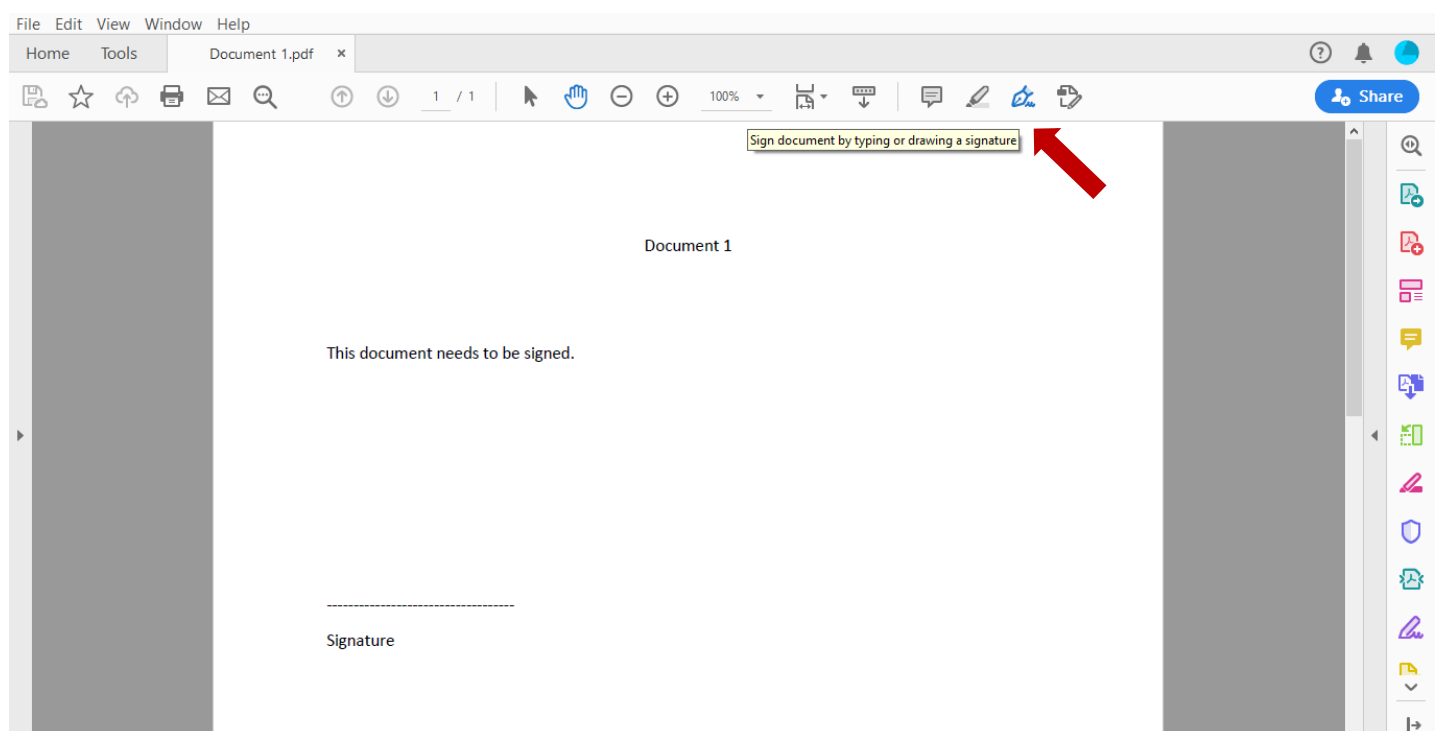 File Edit View Window Help
Home Tools Document 1.pdf ×
1 / 1 100% Share
Sign document by typing or drawing a signature
Document 1
This document needs to be signed.
----------------------------------
Signature